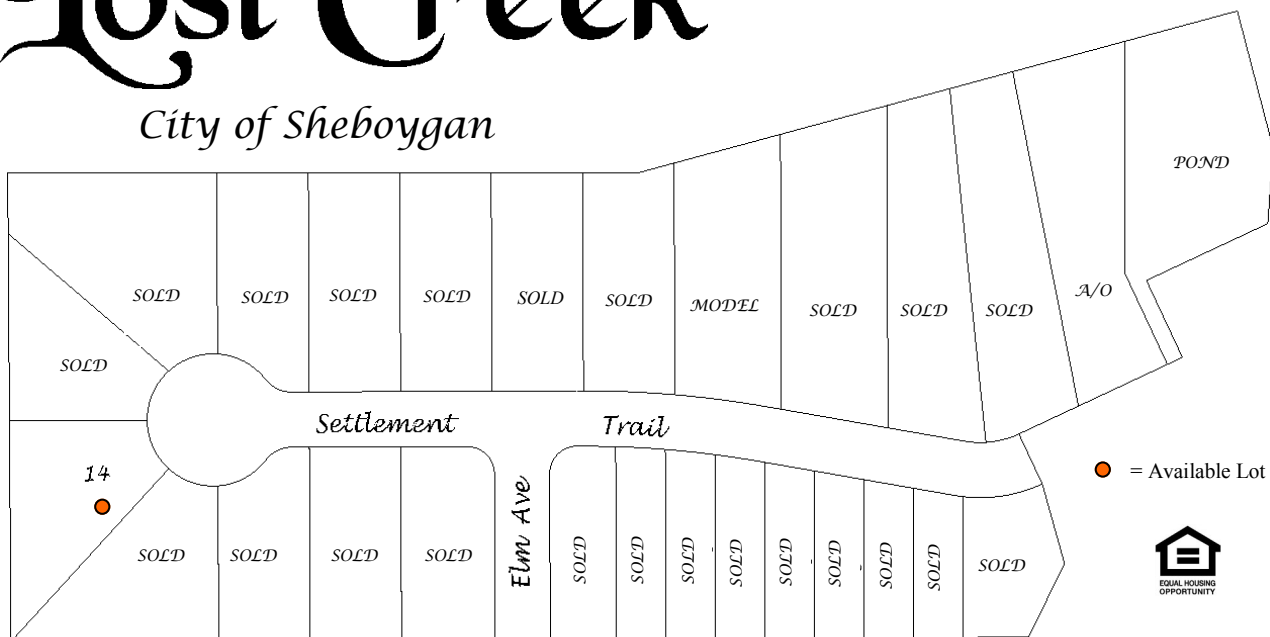 Lost Creek
City of Sheboygan
POND
SOLD SOLD SOLD SOLD SOLD SOLD MODEL SOLD SOLD SOLD A/O
SOLD
Settlement Trail
14
= Available Lot
Elm Ave
SOLD SOLD SOLD SOLD SOLD SOLD SOLD SOLD SOLD SOLD SOLD SOLD SOLD
EQUAL HOUSING
OPPORTUNITY